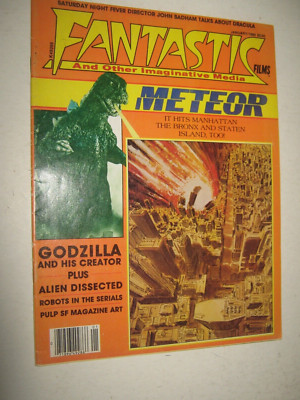 SATURDAY NIGHT FEVER DIRECTOR JOHN BADHAM TALKS ABOUT DRACULA
FANTASTIC
FILMS
And Other Imaginative Media
METEOR
IT HITS MANHATTAN
THE BRONX AND STATEN
ISLAND, TOO!
GODZILLA
AND HIS CREATOR
PLUS
ALIEN DISSECTED
ROBOTS IN THE SERIALS
PULP SF MAGAZINE ART